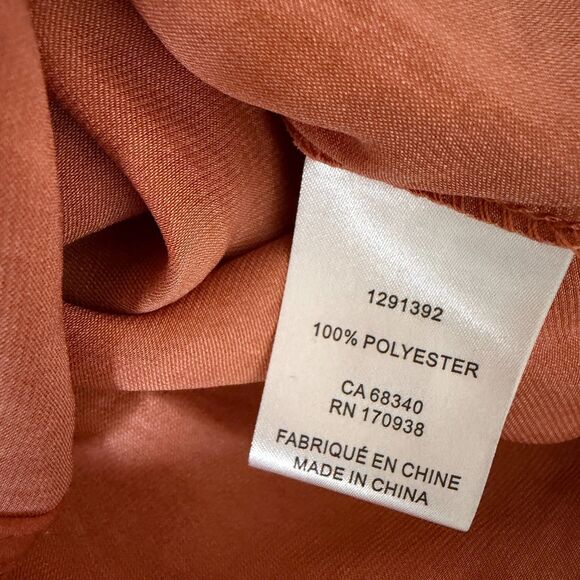 1291392
100% POLYESTER
CA 68340
RN 170938
FABRIQUÉ EN CHINE
MADE IN CHINA